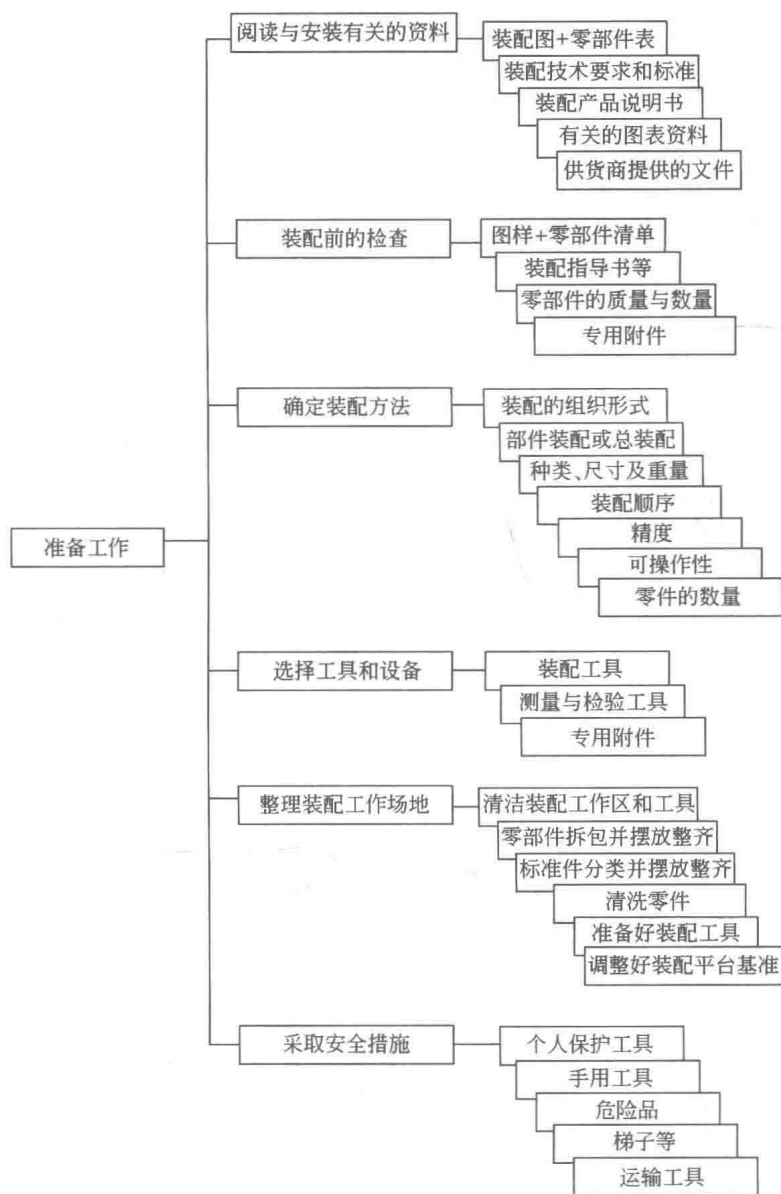 阅读与安装有关的资料
装配图+零部件表
装配技术要求和标准
装配产品说明书
有关的图表资料
供货商提供的文件
装配前的检查
图样+零部件清单
装配指导书等
零部件的质量与数量
专用附件
确定装配方法
装配的组织形式
部件装配或总装配
种类、尺寸及重量
装配顺序
精度
可操作性
零件的数量
准备工作
选择工具和设备
装配工具
测量与检验工具
专用附件
整理装配工作场地
清洁装配工作区和工具
零部件拆包并摆放整齐
标准件分类并摆放整齐
清洗零件
准备好装配工具
调整好装配平台基准
采取安全措施
个人保护工具
手用工具
危险品
梯子等
运输工具